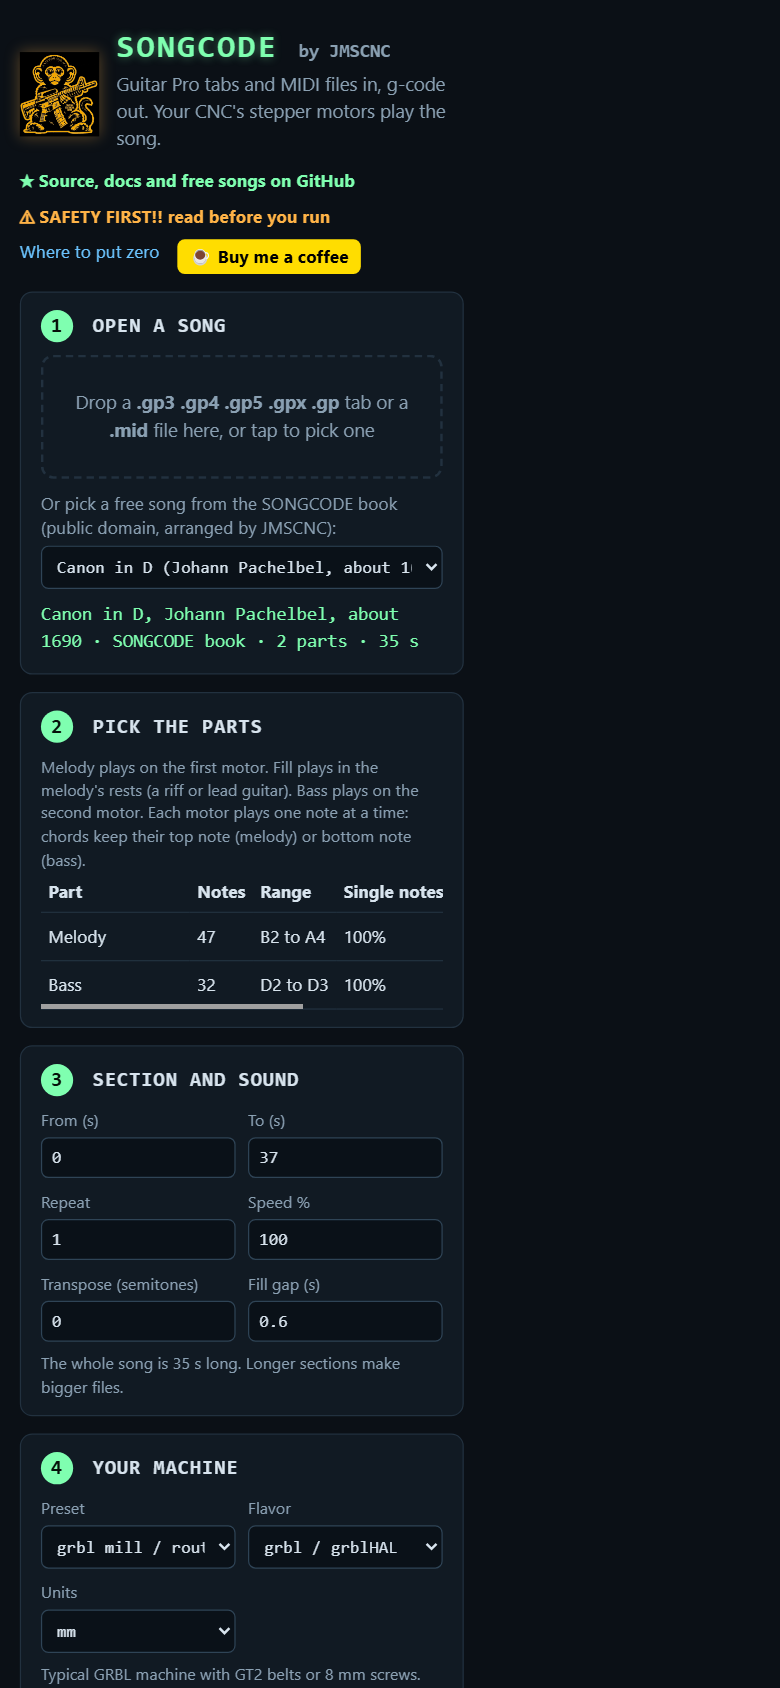 SONGCODE by JMSCNC
Guitar Pro tabs and MIDI files in, g-code
out. Your CNC's stepper motors play the
song.
★ Source, docs and free songs on GitHub
⚠ SAFETY FIRST!! read before you run
Where to put zero
☕ Buy me a coffee
1 OPEN A SONG
Drop a .gp3 .gp4 .gp5 .gpx .gp tab or a
.mid file here, or tap to pick one
Or pick a free song from the SONGCODE book
(public domain, arranged by JMSCNC):
Canon in D (Johann Pachelbel, about
Canon in D, Johann Pachelbel, about
1690 · SONGCODE book · 2 parts · 35 s
2 PICK THE PARTS
Melody plays on the first motor. Fill plays in the
melody's rests (a riff or lead guitar). Bass plays on the
second motor. Each motor plays one note at a time:
chords keep their top note (melody) or bottom note
(bass).
Part Notes Range Single notes
Melody 47 B2 to A4 100%
Bass 32 D2 to D3 100%
3 SECTION AND SOUND
From (s) To (s)
0 37
Repeat Speed %
1 100
Transpose (semitones) Fill gap (s)
0 0.6
The whole song is 35 s long. Longer sections make
bigger files.
4 YOUR MACHINE
Preset Flavor
grbl mill / rout grbl / grblHAL
Units
mm
Typical GRBL machine with GT2 belts or 8 mm screws.